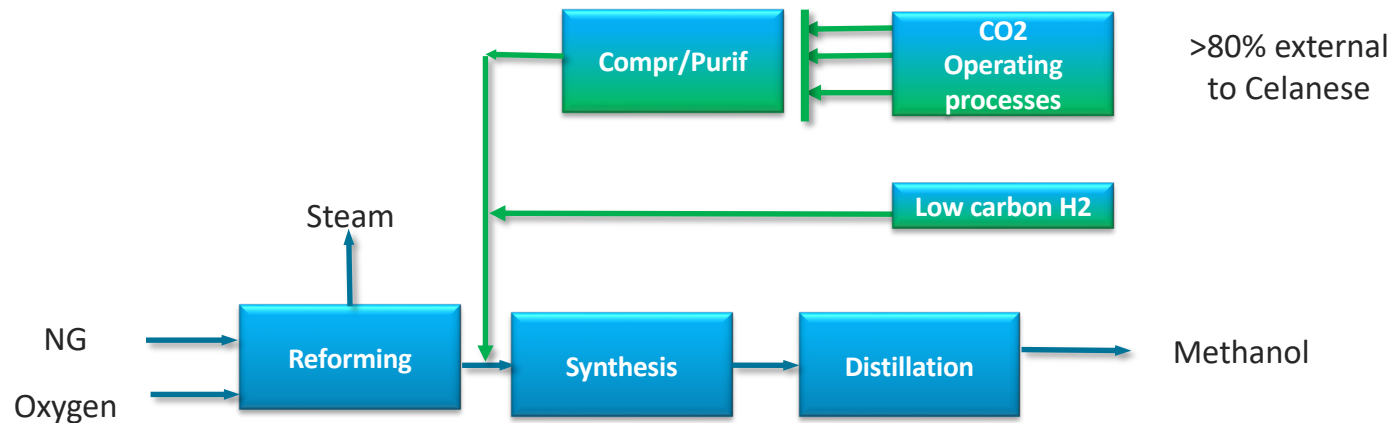 Compr/Purif
CO2
Operating
processes
>80% external
to Celanese
Low carbon H2
Steam
NG
Oxygen
Reforming
Synthesis
Distillation
Methanol